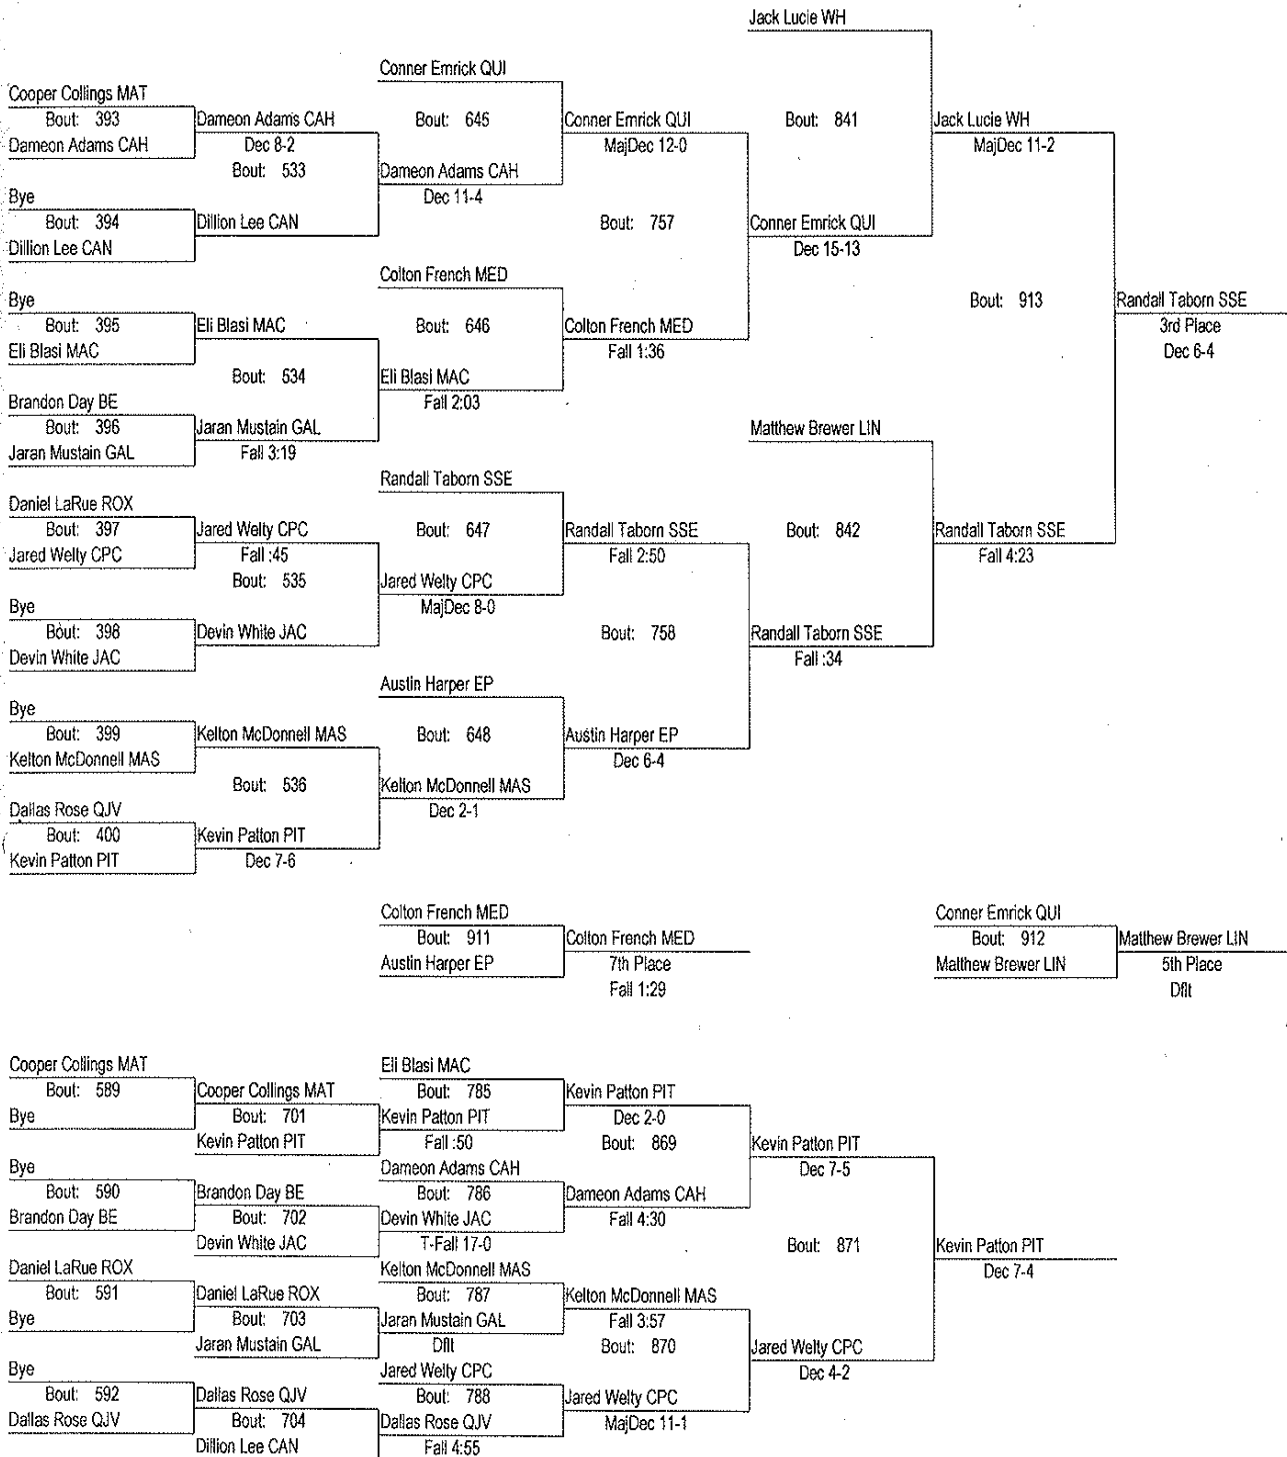 Jack Lucie WH
Conner Emrick QUI
Cooper Collings MAT
Bout: 393
Dameon Adams CAH
Bout: 645
Conner Emrick QUI
Bout: 841
Jack Lucie WH
Dameon Adams CAH
Dec 8-2
MajDec 12-0
MajDec 11-2
Bout: 533
Dameon Adams CAH
Dec 11-4
Bye
Bout: 394
Dillion Lee CAN
Bout: 757
Conner Emrick QUI
Dillion Lee CAN
Dec 15-13
Colton French MED
Bye
Bout: 913
Randall Taborn SSE
Bout: 395
Eli Blasi MAC
Bout: 646
Colton French MED
3rd Place
Eli Blasi MAC
Fall 1:36
Dec 6-4
Bout: 534
Eli Blasi MAC
Brandon Day BE
Fall 2:03
Bout: 396
Jaran Mustain GAL
Matthew Brewer LIN
Jaran Mustain GAL
Fall 3:19
Randall Taborn SSE
Daniel LaRue ROX
Bout: 397
Jared Welty CPC
Bout: 647
Randall Taborn SSE
Bout: 842
Randall Taborn SSE
Jared Welty CPC
Fall :45
Fall 2:50
Fall 4:23
Bout: 535
Jared Welty CPC
Bye
MajDec 8-0
Bout: 398
Devin White JAC
Bout: 758
Randall Taborn SSE
Devin White JAC
Fall :34
Austin Harper EP
Bye
Bout: 399
Kelton McDonnell MAS
Bout: 648
Austin Harper EP
Kelton McDonnell MAS
Dec 6-4
Bout: 536
Kelton McDonnell MAS
Dallas Rose QJV
Dec 2-1
Bout: 400
Kevin Patton PIT
Kevin Patton PIT
Dec 7-6
Colton French MED
Conner Emrick QUI
Bout: 911
Colton French MED
Bout: 912
Matthew Brewer LIN
Austin Harper EP
7th Place
Matthew Brewer LIN
5th Place
Fall 1:29
Dflt
Cooper Collings MAT
Eli Blasi MAC
Bout: 589
Cooper Collings MAT
Bout: 785
Kevin Patton PIT
Bye
Bout: 701
Kevin Patton PIT
Dec 2-0
Kevin Patton PIT
Fall :50
Bout: 869
Kevin Patton PIT
Bye
Dameon Adams CAH
Dec 7-5
Bout: 590
Brandon Day BE
Bout: 786
Dameon Adams CAH
Brandon Day BE
Bout: 702
Devin White JAC
Fall 4:30
Devin White JAC
T-Fall 17-0
Bout: 871
Kevin Patton PIT
Daniel LaRue ROX
Kelton McDonnell MAS
Dec 7-4
Bout: 591
Daniel LaRue ROX
Bout: 787
Kelton McDonnell MAS
Bye
Bout: 703
Jaran Mustain GAL
Fall 3:57
Jaran Mustain GAL
Dflt
Bout: 870
Jared Welty CPC
Bye
Jared Welty CPC
Dec 4-2
Bout: 592
Dallas Rose QJV
Bout: 788
Jared Welty CPC
Dallas Rose QJV
Bout: 704
Dallas Rose QJV
MajDec 11-1
Dillion Lee CAN
Fall 4:55